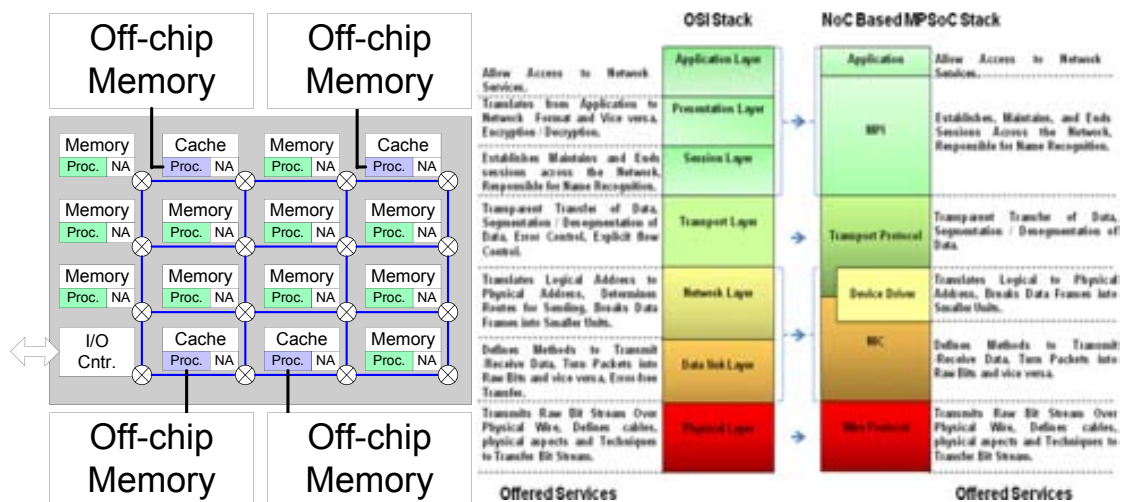 Off-chip
Memory
Off-chip
Memory
Memory
Proc. NA
Cache
Proc. NA
Memory
Proc. NA
Cache
Proc. NA
Memory
Proc. NA
Memory
Proc. NA
Memory
Proc. NA
Memory
Proc. NA
Memory
Proc. NA
Memory
Proc. NA
Memory
Proc. NA
Memory
Proc. NA
I/O
Cntr.
Cache
Proc. NA
Cache
Proc. NA
Memory
Proc. NA
Off-chip
Memory
Off-chip
Memory
OSI Stack
Allow Access to Network
Services.
Translates from Application to
Network Format and Vice versa,
Encryption / Decryption.
Establishes Maintains and Ends
sessions across the Network,
Responsible for Name Recognition.
Transparent Transfer of Data,
Segmentation / Desegmentation of
Data, Error Control, Explicit flow
Control.
Translates Logical Address to
Physical Address, Determines
Routes for Sending, Breaks Data
Frames into Smaller Units.
Defines Methods to Transmit
Receive Data, Turn Packets into
Raw Bits and vice versa, Error-free
Transfer.
Transmits Raw Bit Stream Over
Physical Wire, Defines cables,
physical aspects and Techniques
to Transfer Bit Stream.
Application Layer
Presentation Layer
Session Layer
Transport Layer
Network Layer
Data link Layer
Physical Layer
Offered Services
NoC Based MPSoC Stack
Application
MPI
Transport Protocol
Device Driver
NIC
Wire Protocol
Allow Access to Network
Services.
Establishes, Maintains, and Ends
Sessions Across the Network,
Responsible for Name Recognition.
Transparent Transfer of Data,
Segmentation / Desegmentation of
Data.
Translates Logical to Physical
Address, Breaks Data Frames into
Smaller Units.
Defines Methods to Transmit
Receive Data, Turn Packets into
Raw Bits and vice versa.
Transmits Raw Bit Stream Over
Physical Wire, Defines cables,
physical aspects and Techniques to
Transfer Bit Stream.
Offered Services